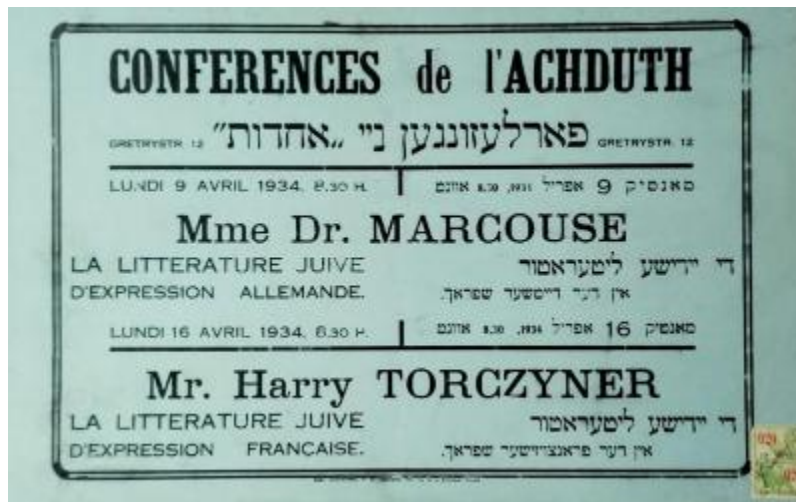 CONFERENCES de l'ACHDUTH
GRETRYSTR. 12 פארלעזונגען ביי „אחדות" GRETRYSTR. 12
LUNDI 9 AVRIL 1934, 8.30 H. מאנטיק 9 אפריל 1934, 8.30 אוונט
Mme Dr. MARCOUSE
LA LITTERATURE JUIVE די יידישע ליטעראטור
D'EXPRESSION ALLEMANDE. אין דער דייטשער שפראך.
LUNDI 16 AVRIL 1934, 8.30 H. מאנטיק 16 אפריל 1934, 8.30 אוונט
Mr. Harry TORCZYNER
LA LITTERATURE JUIVE די יידישע ליטעראטור
D'EXPRESSION FRANCAISE. אין דער פראנצויזישער שפראך.